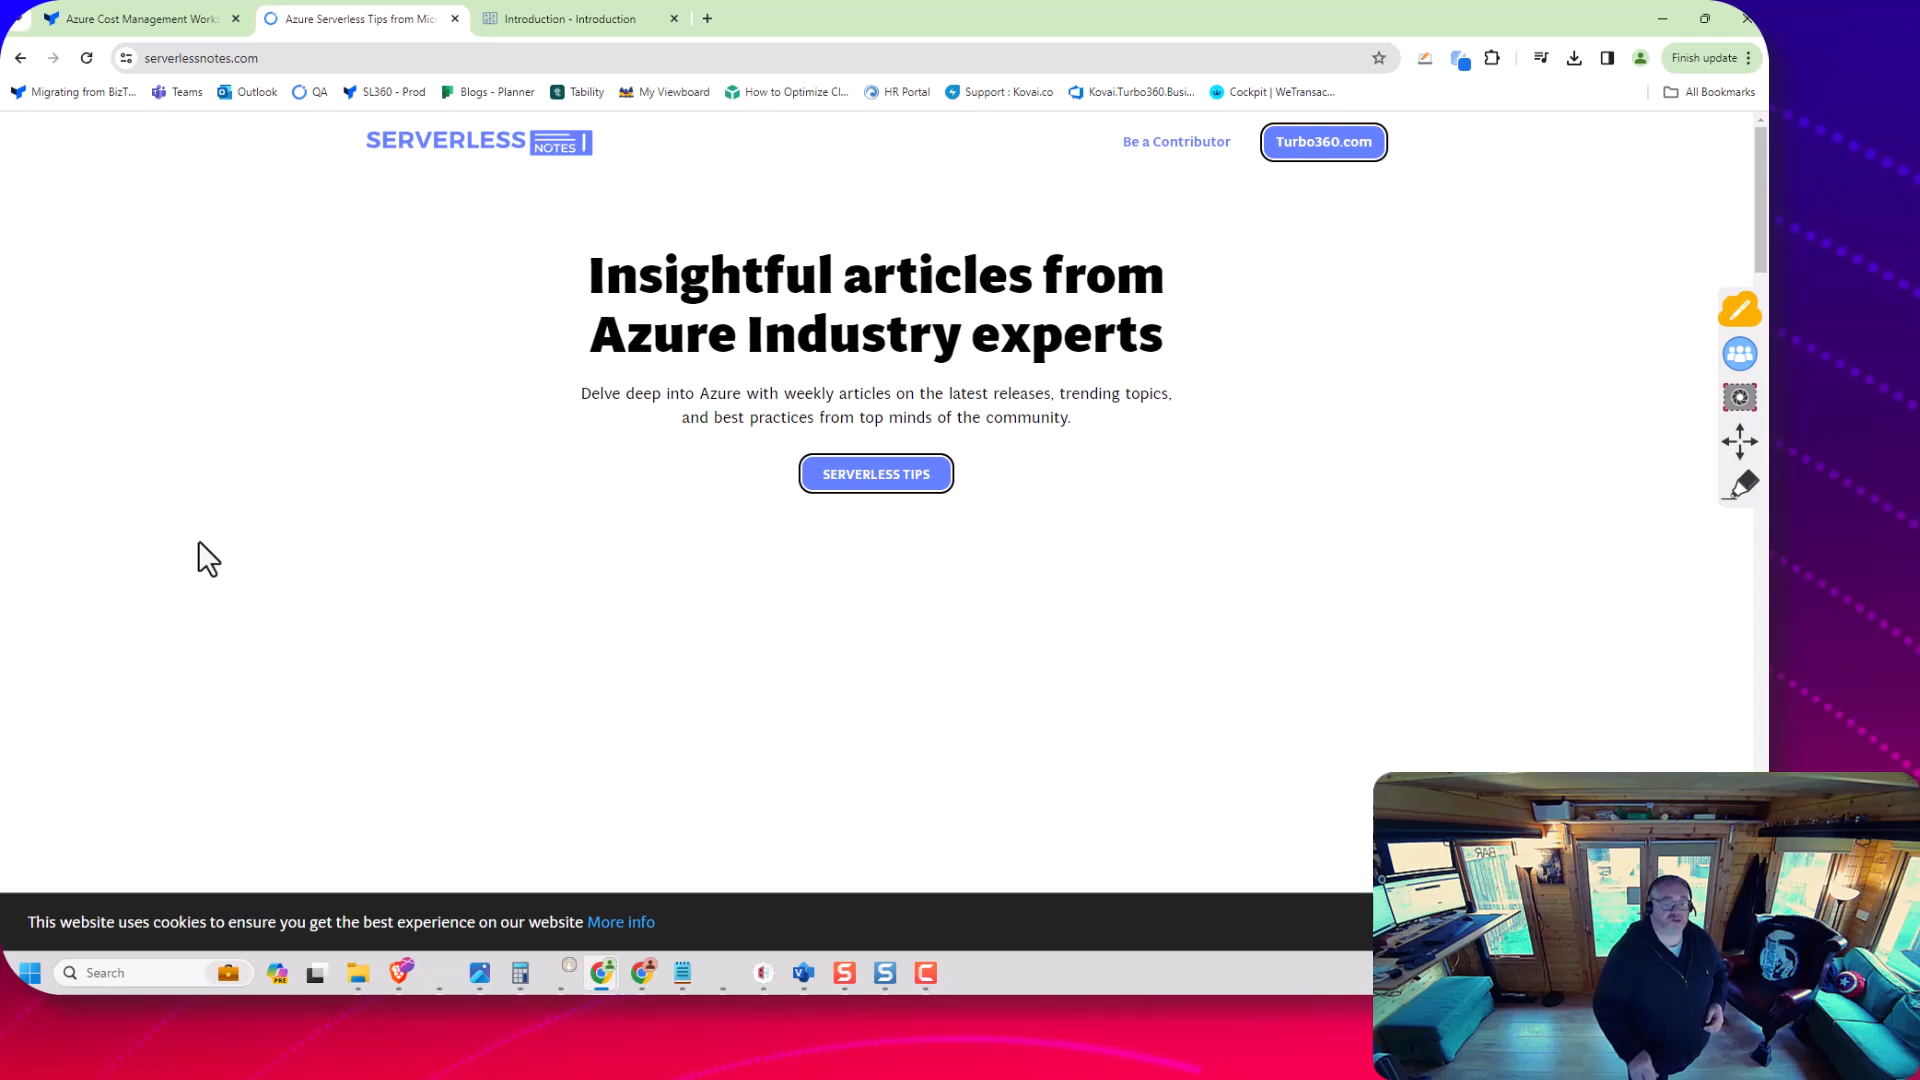 Azure Cost Management Works
Azure Serverless Tips from Mic
Introduction - Introduction
serverlessnotes.com
Finish update
Migrating from BizT...
Teams
Outlook
QA
SL360 - Prod
Blogs - Planner
Tability
My Viewboard
How to Optimize Cl...
HR Portal
Support : Kovai.co
Kovai.Turbo360.Busi...
Cockpit | WeTransac...
All Bookmarks
SERVERLESS NOTES
Be a Contributor
Turbo360.com
Insightful articles from
Azure Industry experts
Delve deep into Azure with weekly articles on the latest releases, trending topics,
and best practices from top minds of the community.
SERVERLESS TIPS
This website uses cookies to ensure you get the best experience on our website More info
Search
PRE
BAR